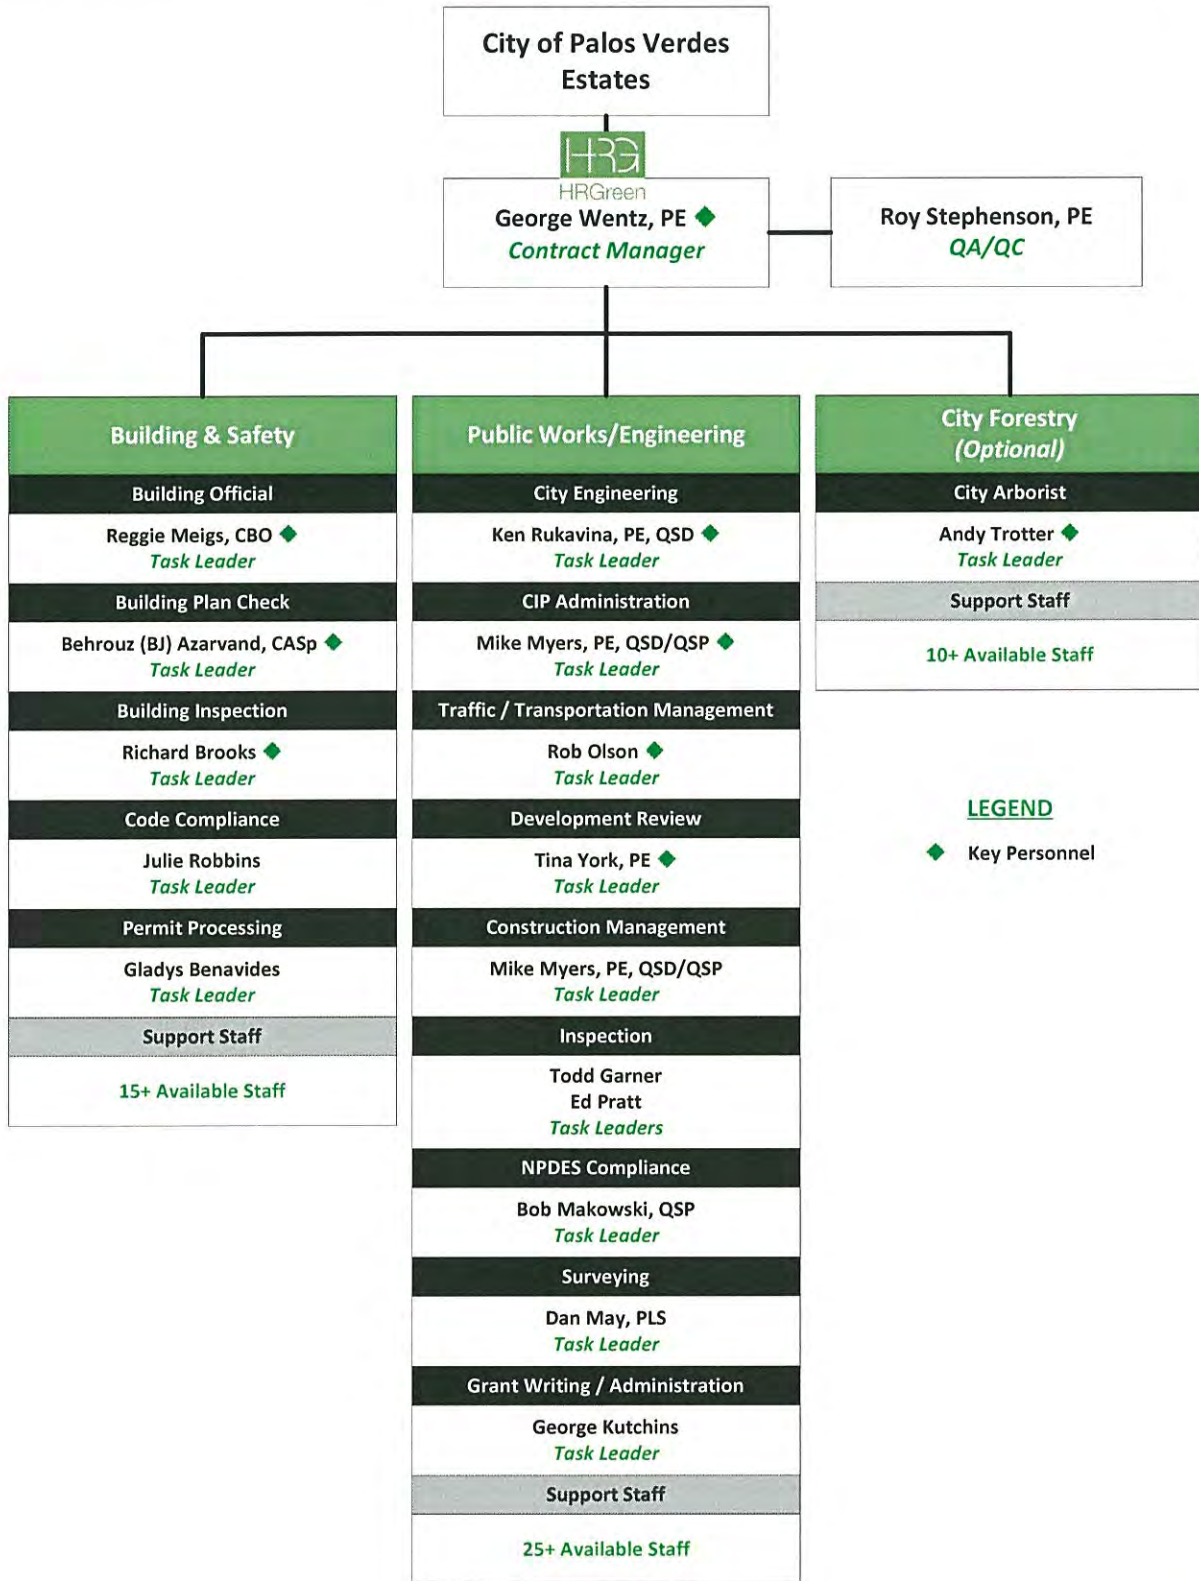 City of Palos Verdes
Estates
HRG
HRGreen
George Wentz, PE
Contract Manager
Roy Stephenson, PE
QA/QC
Building & Safety
Building Official
Reggie Meigs, CBO
Task Leader
Building Plan Check
Behrouz (BJ) Azarvand, CASp
Task Leader
Building Inspection
Richard Brooks
Task Leader
Code Compliance
Julie Robbins
Task Leader
Permit Processing
Gladys Benavides
Task Leader
Support Staff
15+ Available Staff
Public Works/Engineering
City Engineering
Ken Rukavina, PE, QSD
Task Leader
CIP Administration
Mike Myers, PE, QSD/QSP
Task Leader
Traffic / Transportation Management
Rob Olson
Task Leader
Development Review
Tina York, PE
Task Leader
Construction Management
Mike Myers, PE, QSD/QSP
Task Leader
Inspection
Todd Garner
Ed Pratt
Task Leaders
NPDES Compliance
Bob Makowski, QSP
Task Leader
Surveying
Dan May, PLS
Task Leader
Grant Writing / Administration
George Kutchins
Task Leader
Support Staff
25+ Available Staff
City Forestry
(Optional)
City Arborist
Andy Trotter
Task Leader
Support Staff
10+ Available Staff
LEGEND
Key Personnel